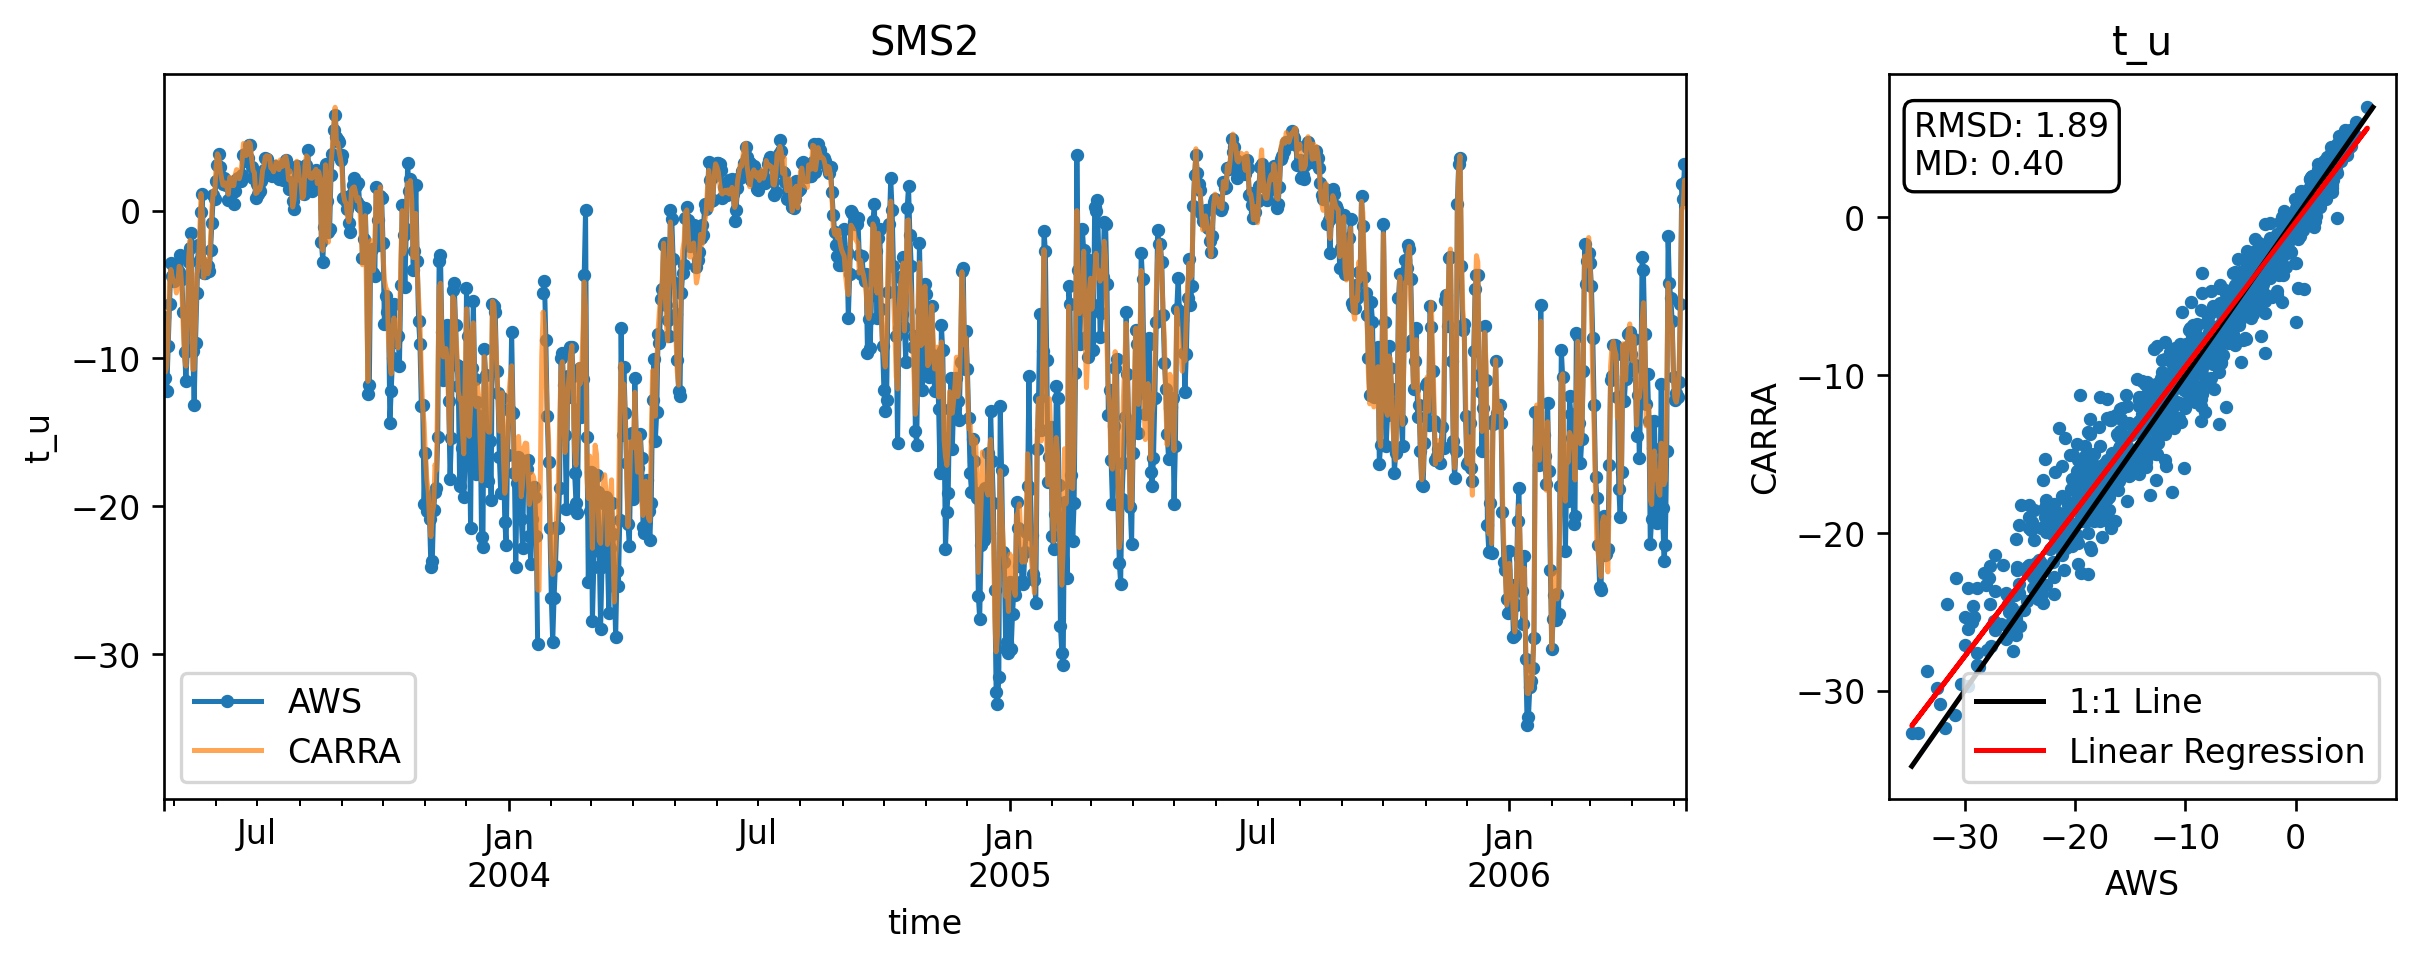 SMS2
t_u
0
−10
−20
−30
AWS
CARRA
Jul
Jan
2004
Jul
Jan
2005
Jul
Jan
2006
time
t_u
RMSD: 1.89
MD: 0.40
CARRA
0
−10
−20
−30
1:1 Line
Linear Regression
−30 −20 −10 0
AWS